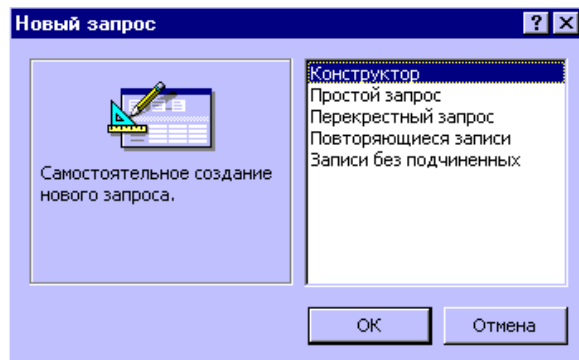 Новый запрос
Самостоятельное создание
нового запроса.
Конструктор
Простой запрос
Перекрестный запрос
Повторяющиеся записи
Записи без подчиненных
ОК
Отмена